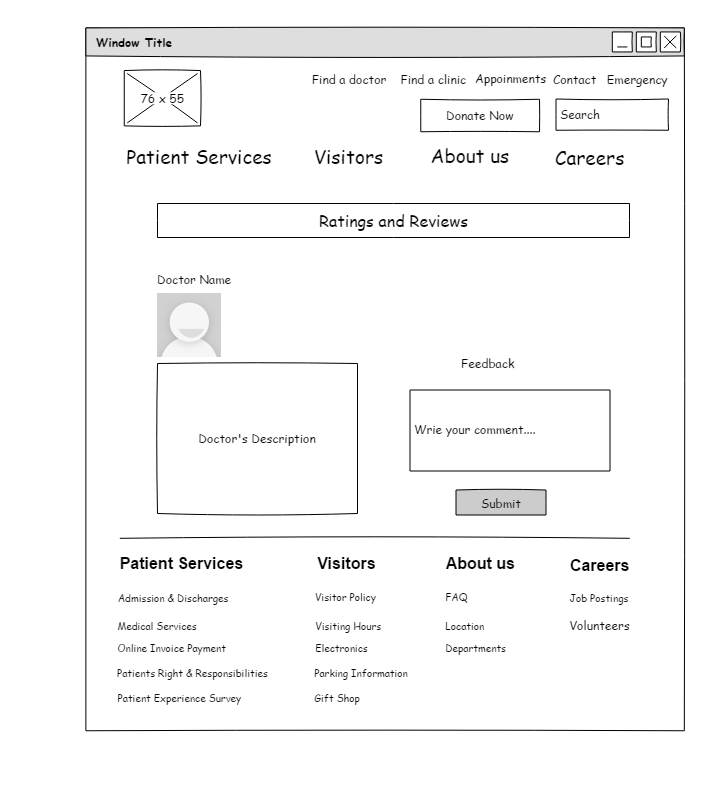 Window Title
76 x 55
Find a doctor Find a clinic Appoinments Contact Emergency
Donate Now Search
Patient Services Visitors About us Careers
Ratings and Reviews
Doctor Name
Feedback
Doctor's Description
Wrie your comment....
Submit
Patient Services Visitors About us Careers
Admission & Discharges Visitor Policy FAQ Job Postings
Medical Services Visiting Hours Location Volunteers
Online Invoice Payment Electronics Departments
Patients Right & Responsibilities Parking Information
Patient Experience Survey Gift Shop